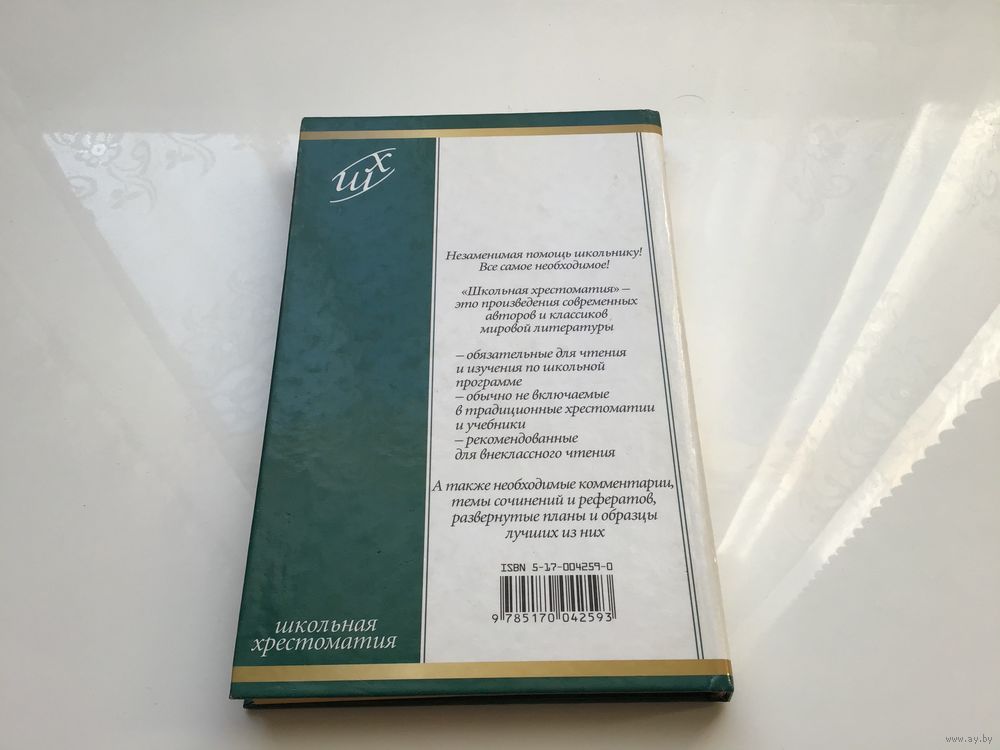 шх
Незаменимая помощь школьнику!
Все самое необходимое!
«Школьная хрестоматия» –
это произведения современных
авторов и классиков
мировой литературы
– обязательные для чтения
и изучения по школьной
программе
– обычно не включаемые
в традиционные хрестоматии
и учебники
– рекомендованные
для внеклассного чтения
А также необходимые комментарии,
темы сочинений и рефератов,
развернутые планы и образцы
лучших из них
ISBN 5-17-004259-0
9 785170 042593
школьная
хрестоматия
www.ay.by